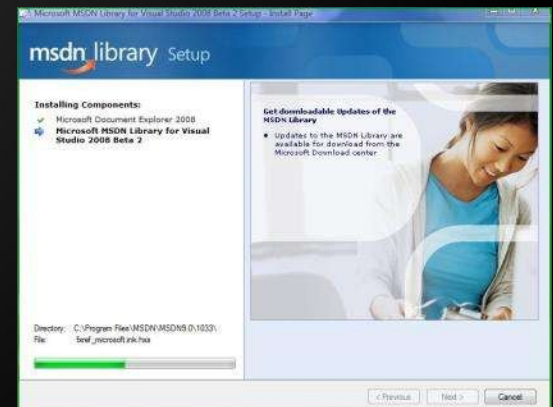 Microsoft MSDN Library for Visual Studio 2008 Beta 2 Setup - Install Page
msdn library Setup
Installing Components:
Microsoft Document Explorer 2008
Microsoft MSDN Library for Visual
Studio 2008 Beta 2
Get downloadable Updates of the
MSDN Library
Updates to the MSDN Library are
available for download from the
Microsoft Download center
Directory: C:\Program Files\MSDN\MSDN9.0\1033\
File:
< Previous
Next >
Cancel